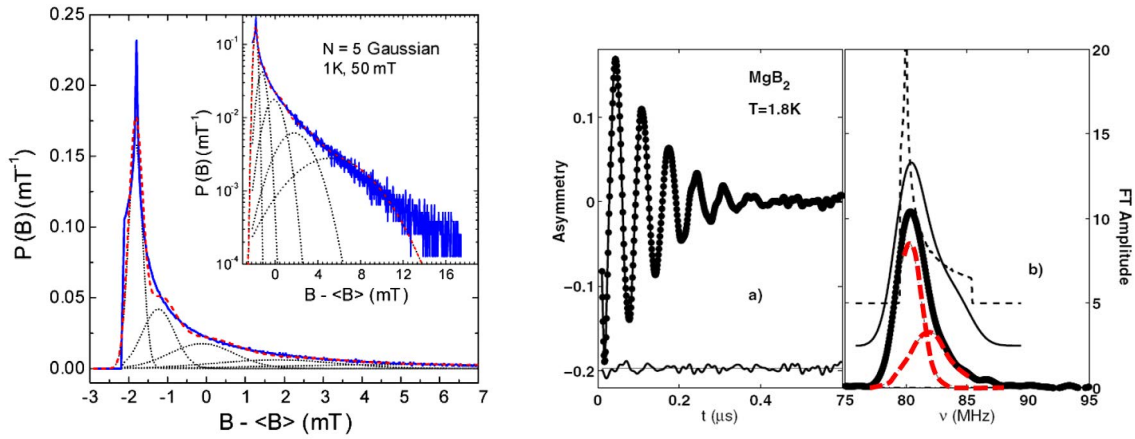 0.25
0.20
0.15
0.10
0.05
0.00
P (B) (mT⁻¹)
-3 -2 -1 0 1 2 3 4 5 6 7
B - <B> (mT)
N = 5 Gaussian
1K, 50 mT
10⁻¹
10⁻²
10⁻³
10⁻⁴
P (B) (mT⁻¹)
0 4 8 12 16
B - <B> (mT)
MgB₂
T=1.8K
0.1
0
−0.1
−0.2
Asymmetry
a)
0 0.2 0.4
t (μs)
b)
75 80 85 90 95
ν (MHz)
20
15
10
5
0
FT Amplitude